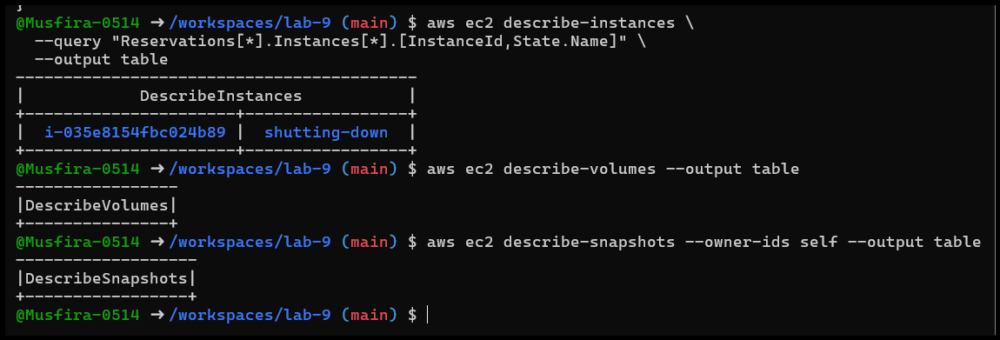 }
@Musfira-0514 ➜ /workspaces/lab-9 (main) $ aws ec2 describe-instances \
  --query "Reservations[*].Instances[*].[InstanceId,State.Name]" \
  --output table
------------------------------------------
|            DescribeInstances           |
+----------------------+-----------------+
|  i-035e8154fbc024b89 |  shutting-down  |
+----------------------+-----------------+
@Musfira-0514 ➜ /workspaces/lab-9 (main) $ aws ec2 describe-volumes --output table
-----------------
|DescribeVolumes|
+---------------+
@Musfira-0514 ➜ /workspaces/lab-9 (main) $ aws ec2 describe-snapshots --owner-ids self --output table
-------------------
|DescribeSnapshots|
+-----------------+
@Musfira-0514 ➜ /workspaces/lab-9 (main) $